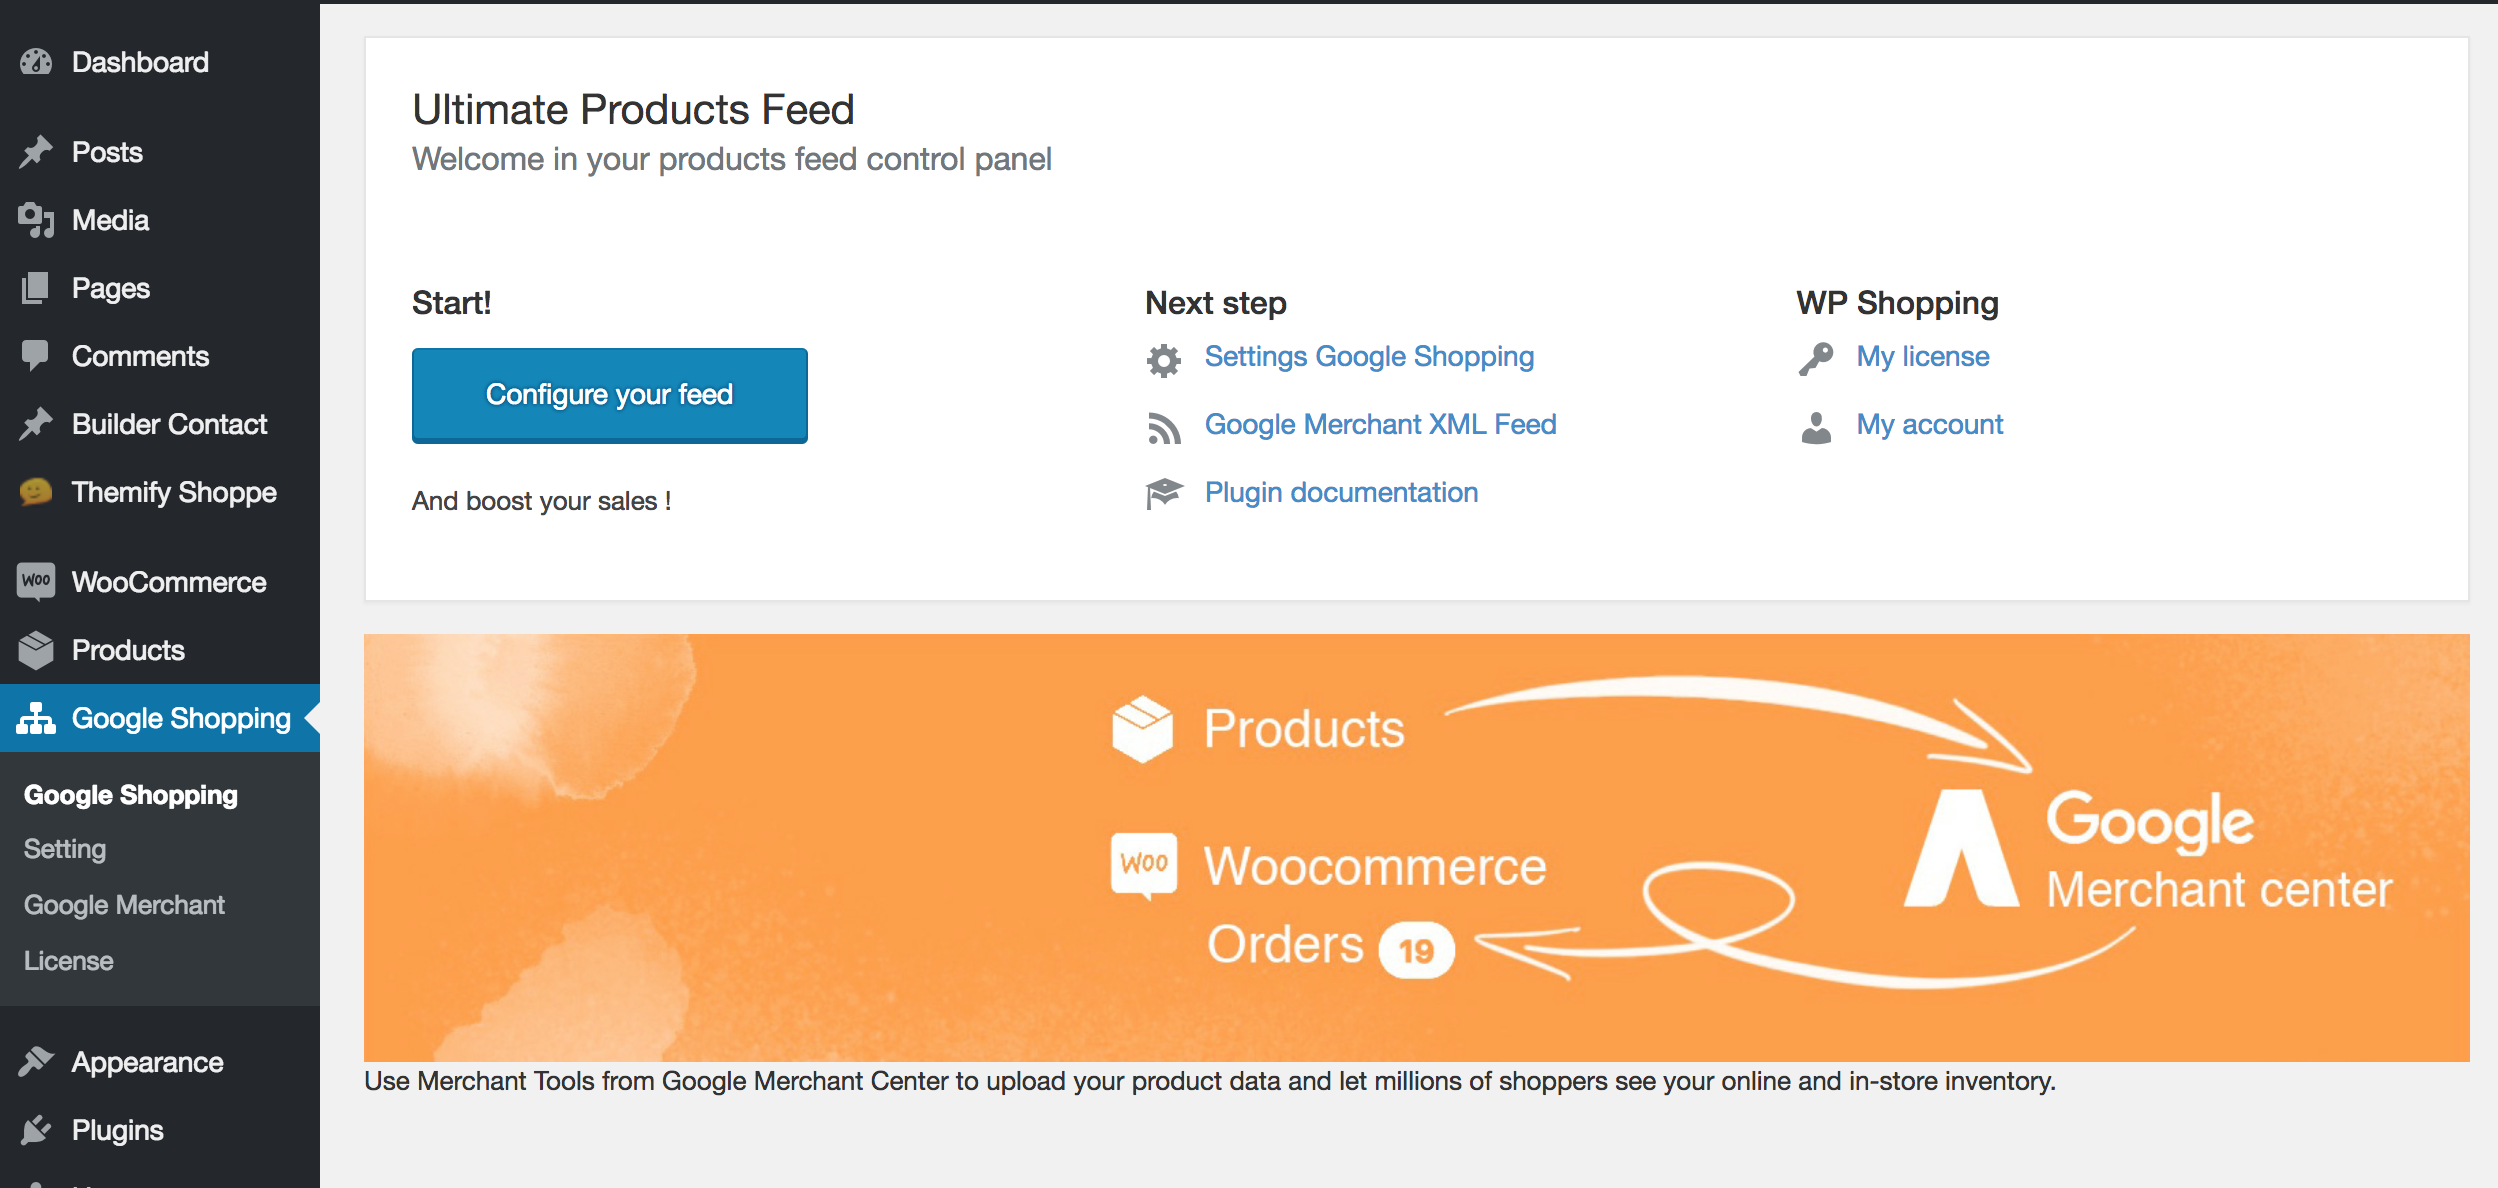 Dashboard
Posts
Media
Pages
Comments
Builder Contact
Themify Shoppe
Woo WooCommerce
Products
Google Shopping
Google Shopping
Setting
Google Merchant
License
Appearance
Plugins
Ultimate Products Feed
Welcome in your products feed control panel
Start!
Configure your feed
And boost your sales !
Next step
Settings Google Shopping
Google Merchant XML Feed
Plugin documentation
WP Shopping
My license
My account
Products
Woo Woocommerce
Orders 19
Google
Merchant center
Use Merchant Tools from Google Merchant Center to upload your product data and let millions of shoppers see your online and in-store inventory.